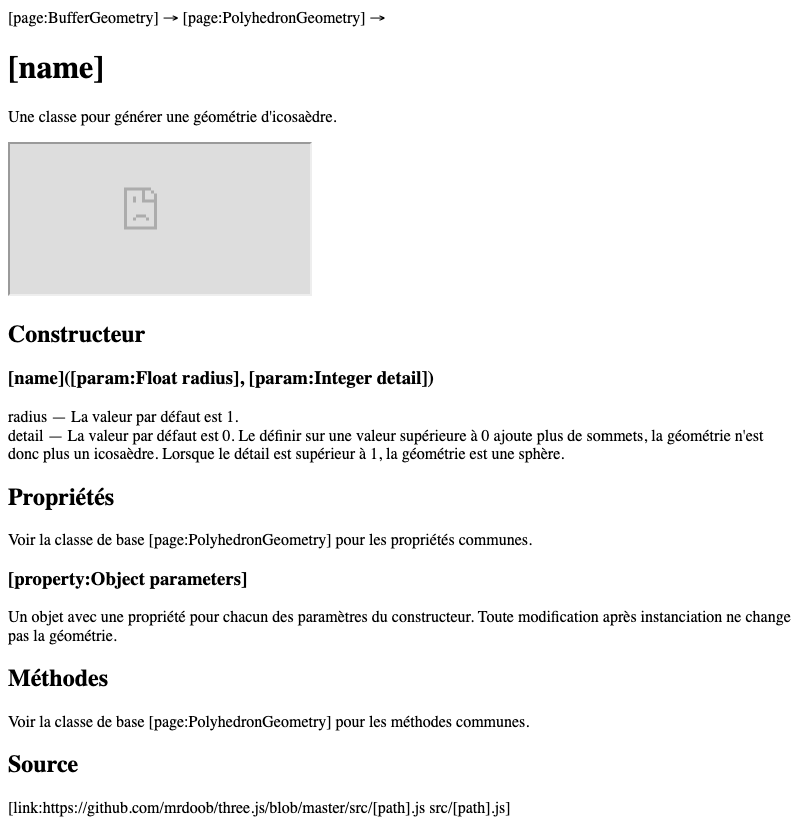 [page:BufferGeometry] → [page:PolyhedronGeometry] →
[name]
Une classe pour générer une géométrie d'icosaèdre.
Constructeur
[name]([param:Float radius], [param:Integer detail])
radius — La valeur par défaut est 1.
detail — La valeur par défaut est 0. Le définir sur une valeur supérieure à 0 ajoute plus de sommets, la géométrie n'est
donc plus un icosaèdre. Lorsque le détail est supérieur à 1, la géométrie est une sphère.
Propriétés
Voir la classe de base [page:PolyhedronGeometry] pour les propriétés communes.
[property:Object parameters]
Un objet avec une propriété pour chacun des paramètres du constructeur. Toute modification après instanciation ne change
pas la géométrie.
Méthodes
Voir la classe de base [page:PolyhedronGeometry] pour les méthodes communes.
Source
[link:https://github.com/mrdoob/three.js/blob/master/src/[path].js src/[path].js]